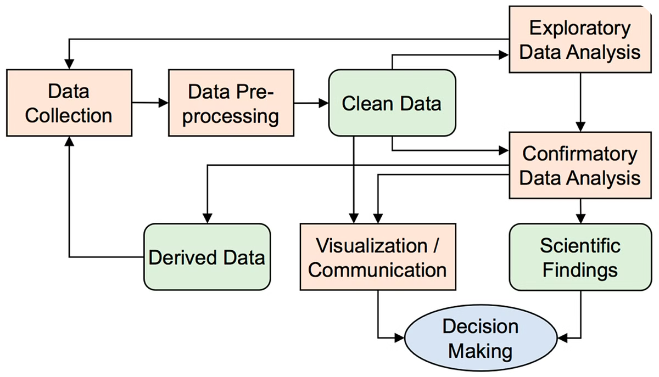 Exploratory
Data Analysis
Data
Collection
Data Pre-
processing
Clean Data
Confirmatory
Data Analysis
Derived Data
Visualization /
Communication
Scientific
Findings
Decision
Making